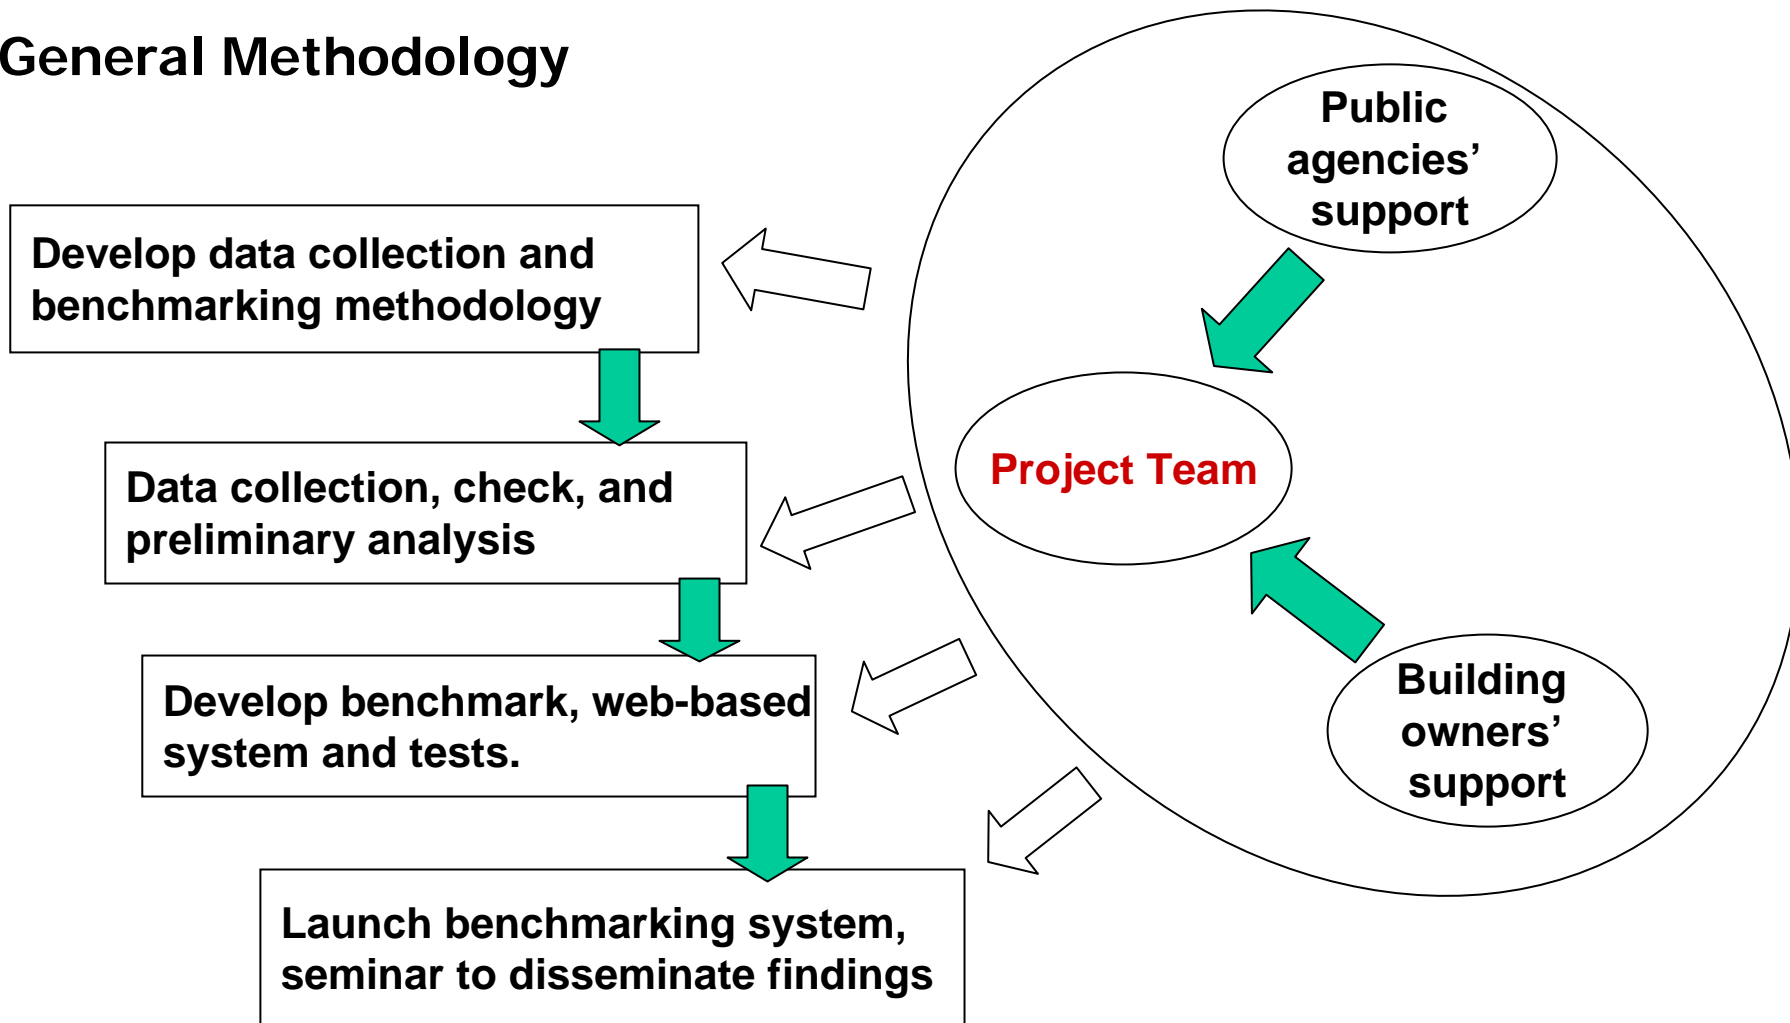 General Methodology
Public
agencies’
support
Develop data collection and
benchmarking methodology
Project Team
Data collection, check, and
preliminary analysis
Building
owners’
support
Develop benchmark, web-based
system and tests.
Launch benchmarking system,
seminar to disseminate findings